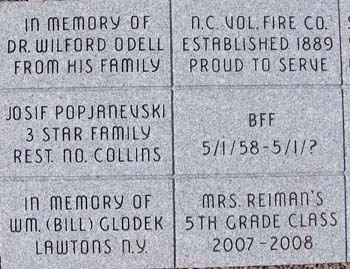 IN MEMORY OF
DR. WILFORD ODELL
FROM HIS FAMILY
N.C. VOL. FIRE CO.
ESTABLISHED 1889
PROUD TO SERVE
JOSIF POPJANEVSKI
3 STAR FAMILY
REST. NO. COLLINS
BFF
5/1/58-5/1/?
IN MEMORY OF
WM. (BILL) GLODEK
LAWTONS N.Y.
MRS. REIMAN'S
5TH GRADE CLASS
2007-2008